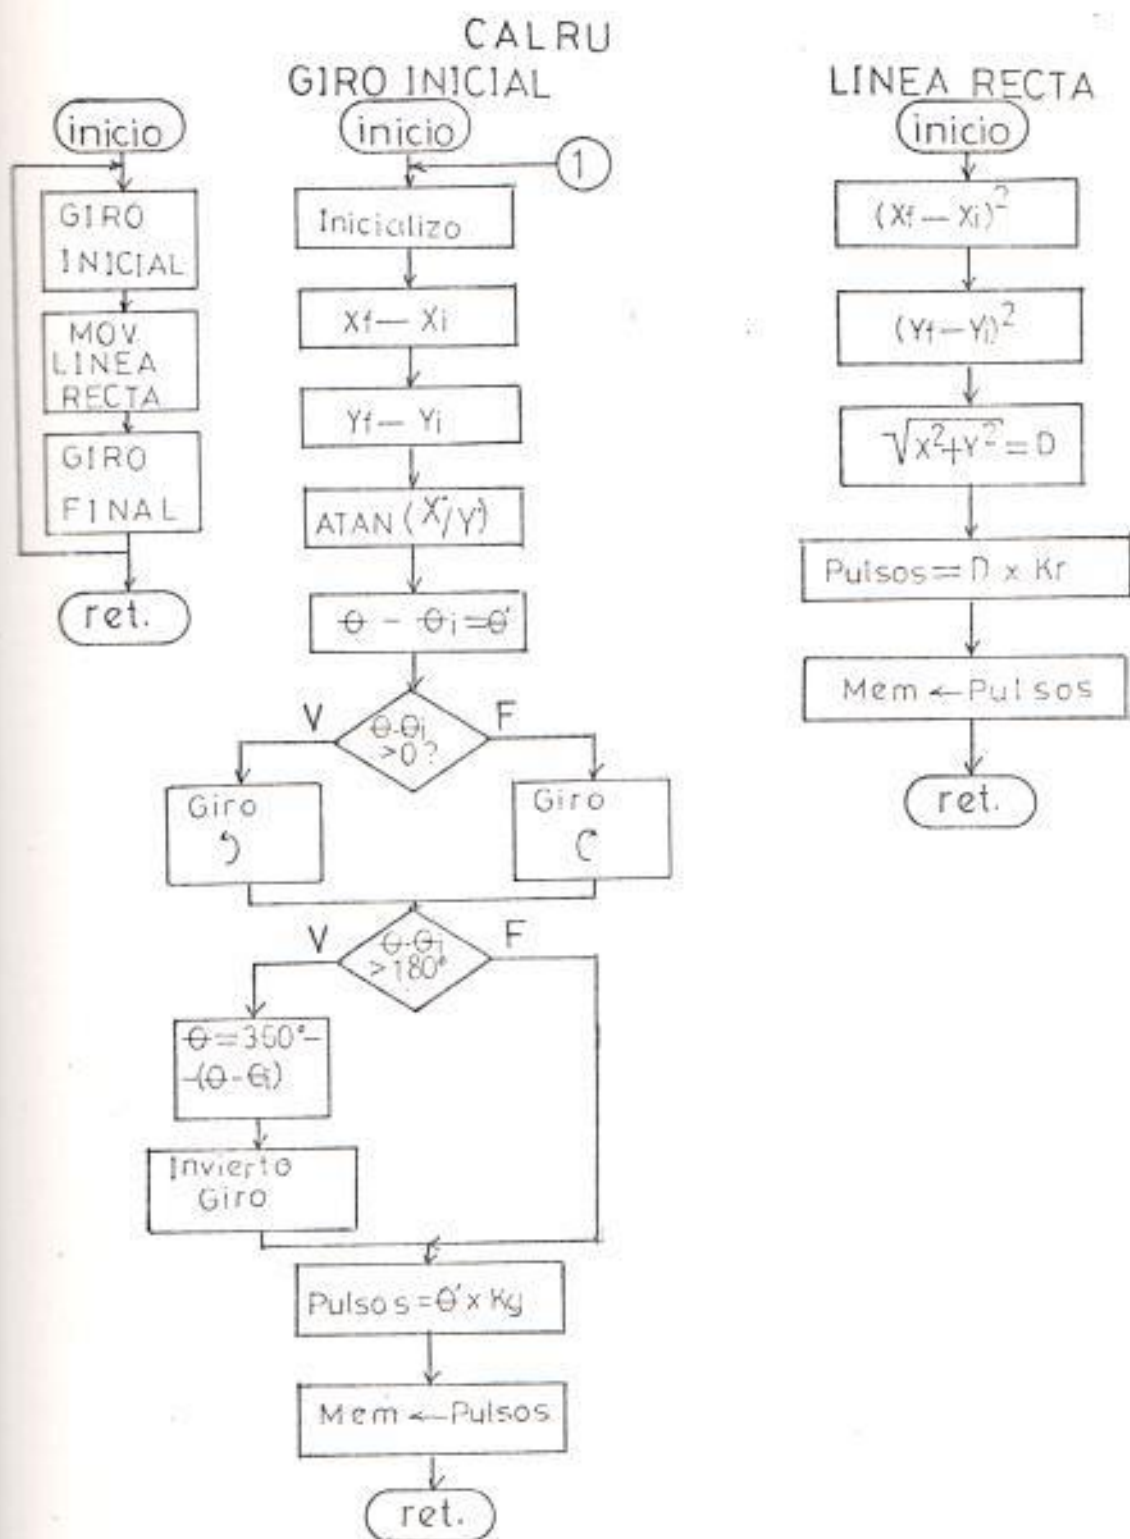 CALRU
inicio
GIRO
INICIAL
MOV.
LINEA
RECTA
GIRO
FINAL
ret.
GIRO INICIAL
inicio
1
Inicializo
Xf — Xi
Yf — Yi
ATAN (X'/Y')
θ - θi = θ'
θ-θi
>0?
V
F
Giro
Giro
θ-θi
>180°
V
F
θ=360°-
-(θ-θi)
Invierto
Giro
Pulsos=θ' x Kg
Mem ← Pulsos
ret.
LINEA RECTA
inicio
(Xf — Xi)²
(Yf — Yi)²
√X²+Y² = D
Pulsos = D x Kr
Mem ← Pulsos
ret.